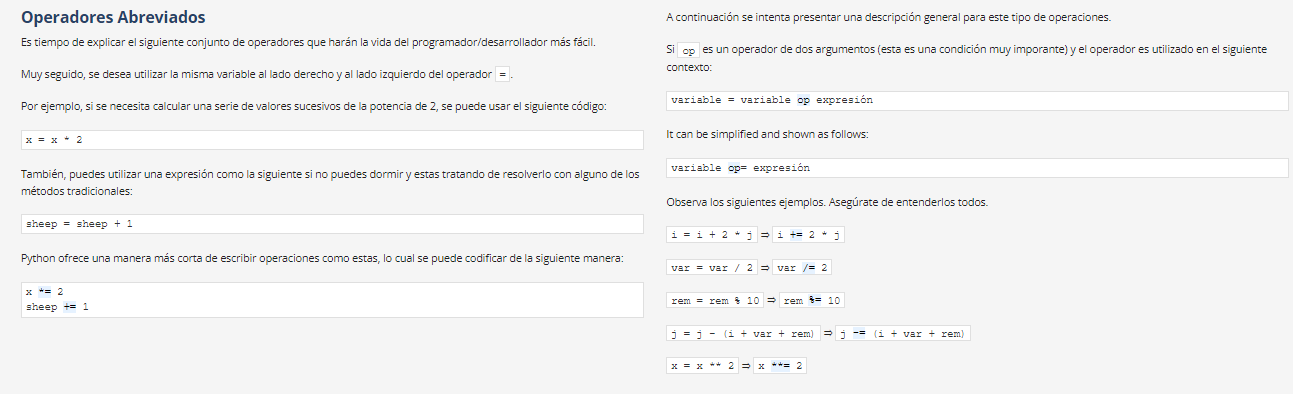 Operadores Abreviados
Es tiempo de explicar el siguiente conjunto de operadores que harán la vida del programador/desarrollador más fácil.
Muy seguido, se desea utilizar la misma variable al lado derecho y al lado izquierdo del operador = .
Por ejemplo, si se necesita calcular una serie de valores sucesivos de la potencia de 2, se puede usar el siguiente código:
x = x * 2
También, puedes utilizar una expresión como la siguiente si no puedes dormir y estas tratando de resolverlo con alguno de los
métodos tradicionales:
sheep = sheep + 1
Python ofrece una manera más corta de escribir operaciones como estas, lo cual se puede codificar de la siguiente manera:
x *= 2
sheep += 1
A continuación se intenta presentar una descripción general para este tipo de operaciones.
Si op es un operador de dos argumentos (esta es una condición muy imporante) y el operador es utilizado en el siguiente
contexto:
variable = variable op expresión
It can be simplified and shown as follows:
variable op= expresión
Observa los siguientes ejemplos. Asegúrate de entenderlos todos.
i = i + 2 * j ⇒ i += 2 * j
var = var / 2 ⇒ var /= 2
rem = rem % 10 ⇒ rem %= 10
j = j - (i + var + rem) ⇒ j -= (i + var + rem)
x = x ** 2 ⇒ x **= 2